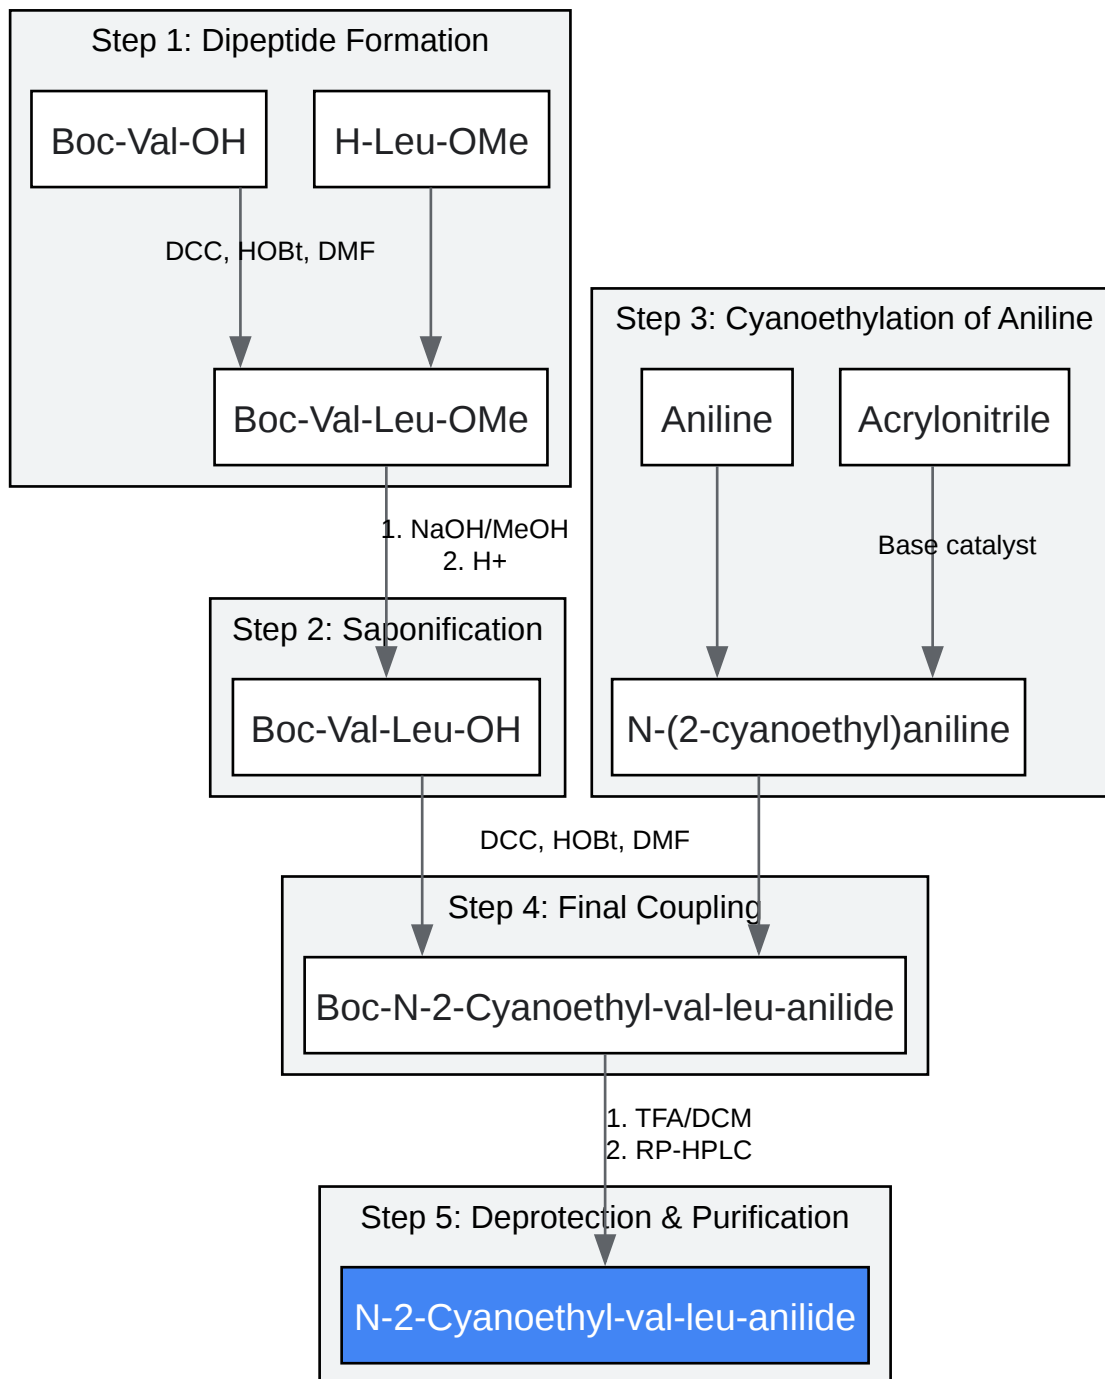 Step 1: Dipeptide Formation
Boc-Val-OH
H-Leu-OMe
DCC, HOBt, DMF
Boc-Val-Leu-OMe
1. NaOH/MeOH
2. H+
Step 2: Saponification
Boc-Val-Leu-OH
Step 3: Cyanoethylation of Aniline
Aniline
Acrylonitrile
Base catalyst
N-(2-cyanoethyl)aniline
DCC, HOBt, DMF
Step 4: Final Coupling
Boc-N-2-Cyanoethyl-val-leu-anilide
1. TFA/DCM
2. RP-HPLC
Step 5: Deprotection & Purification
N-2-Cyanoethyl-val-leu-anilide